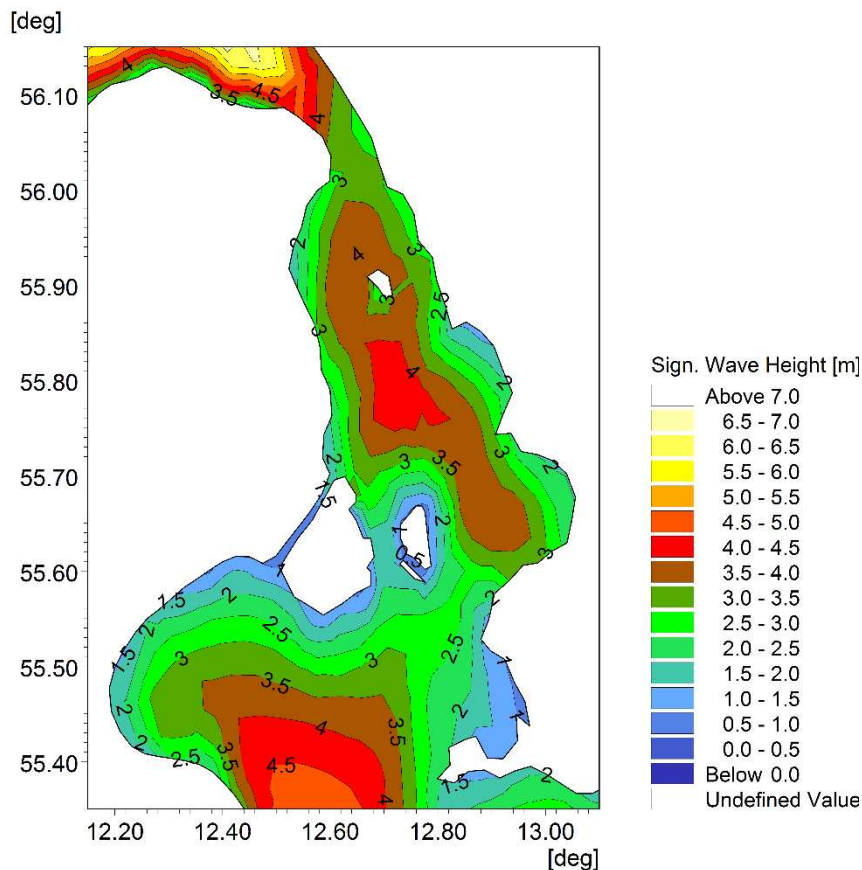 [deg]
56.10
56.00
55.90
55.80
55.70
55.60
55.50
55.40
12.20 12.40 12.60 12.80 13.00
[deg]
4
3.5
4.5
4
3
2
4
3
3
2.5
3
4
2
3
2
2
3
3.5
1.5
1
2
0.5
3
1
1.5
2
2
2.5
2
3
3
2.5
1
1.5
3.5
2
2
1
4
3.5
2
2.5
3.5
4.5
4
1.5
2
Sign. Wave Height [m]
Above 7.0
6.5 - 7.0
6.0 - 6.5
5.5 - 6.0
5.0 - 5.5
4.5 - 5.0
4.0 - 4.5
3.5 - 4.0
3.0 - 3.5
2.5 - 3.0
2.0 - 2.5
1.5 - 2.0
1.0 - 1.5
0.5 - 1.0
0.0 - 0.5
Below 0.0
Undefined Value